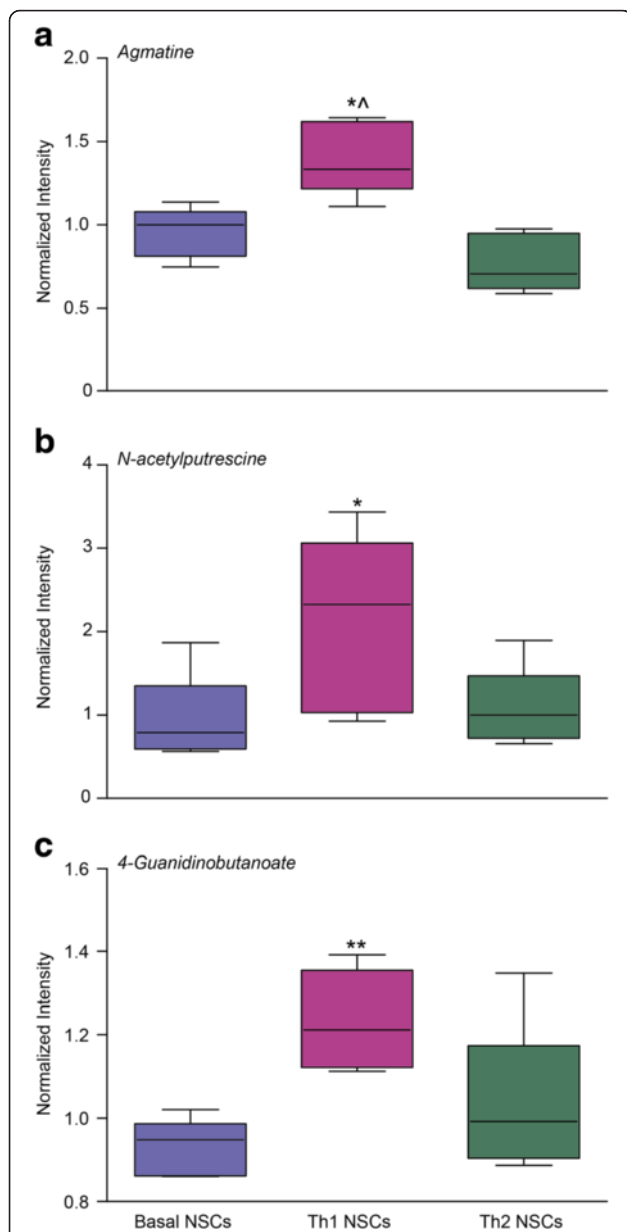 a
Agmatine
2.0
*^
1.5
1.0
0.5
0
Normalized Intensity
b
N-acetylputrescine
4
*
3
2
1
0
Normalized Intensity
c
4-Guanidinobutanoate
1.6
**
1.4
1.2
1.0
0.8
Normalized Intensity
Basal NSCs Th1 NSCs Th2 NSCs